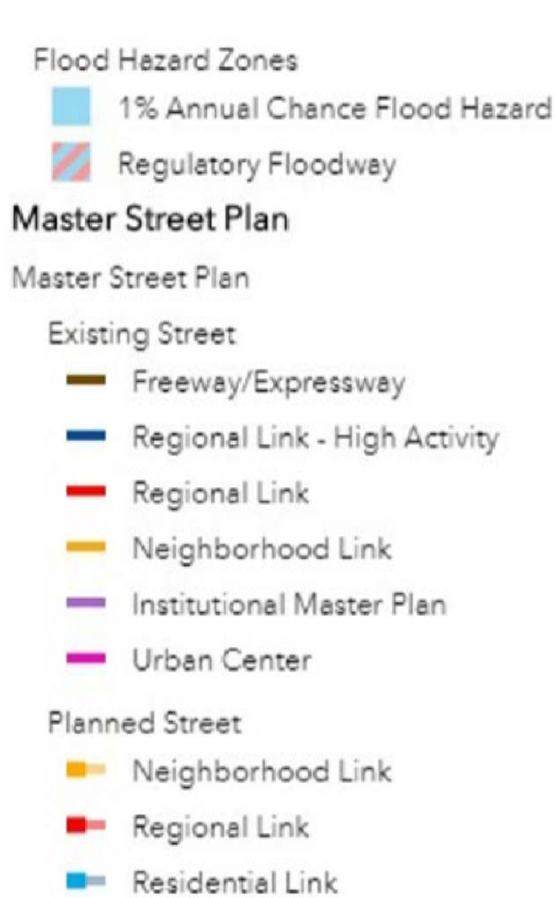 Flood Hazard Zones
1% Annual Chance Flood Hazard
Regulatory Floodway
Master Street Plan
Master Street Plan
Existing Street
Freeway/Expressway
Regional Link - High Activity
Regional Link
Neighborhood Link
Institutional Master Plan
Urban Center
Planned Street
Neighborhood Link
Regional Link
Residential Link